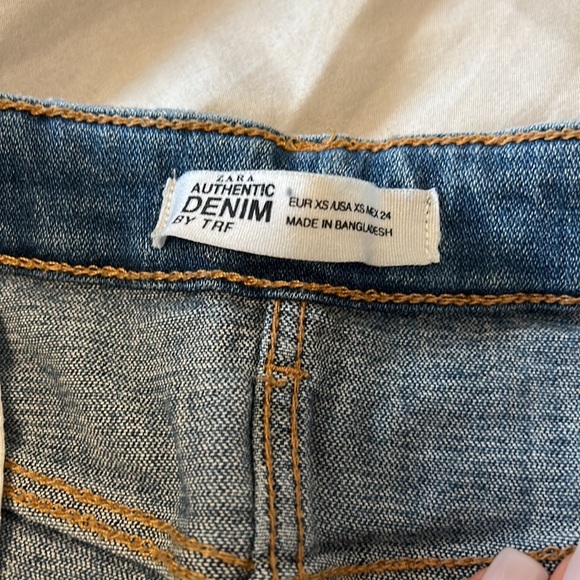 ZARA
AUTHENTIC
DENIM
BY TRF
EUR XS /USA XS MEX 24
MADE IN BANGLADESH